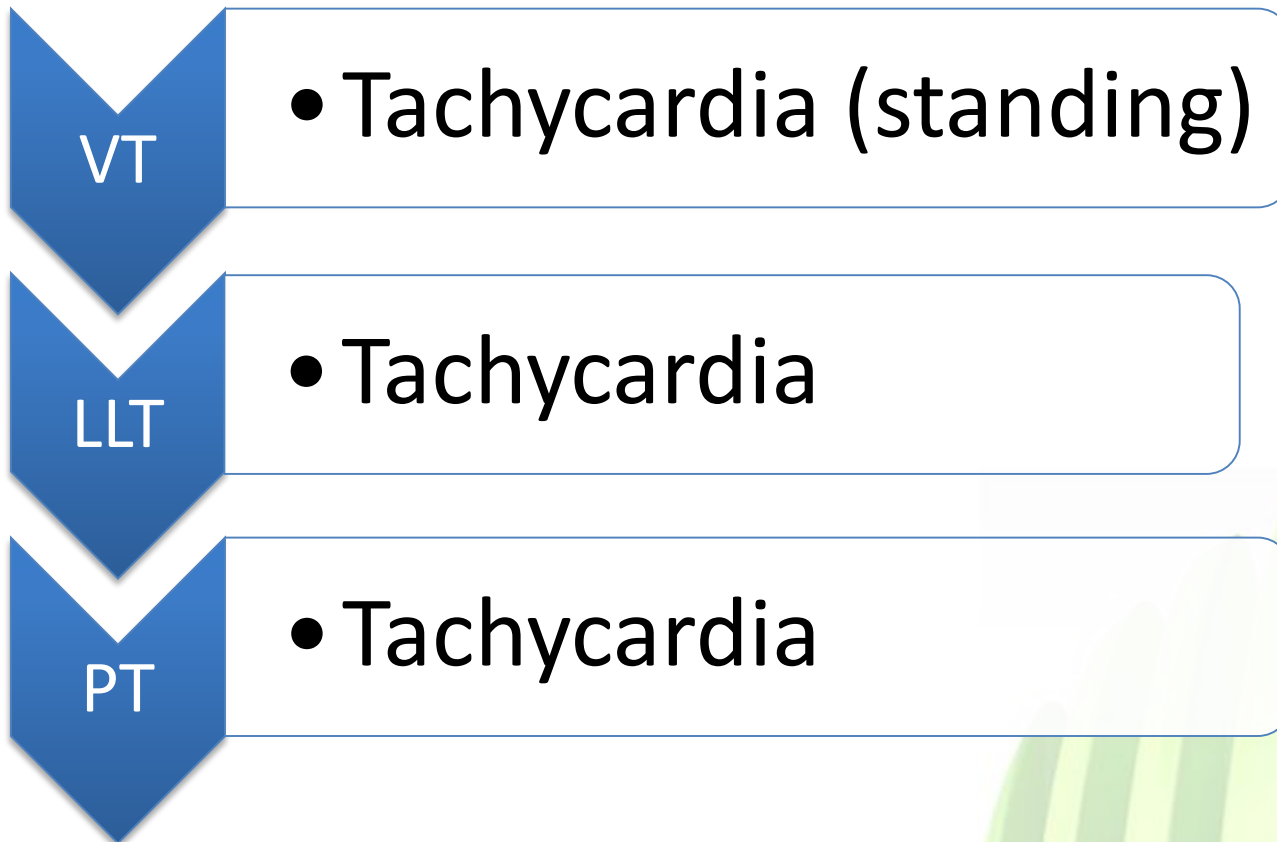 VT
• Tachycardia (standing)
LLT
• Tachycardia
PT
• Tachycardia